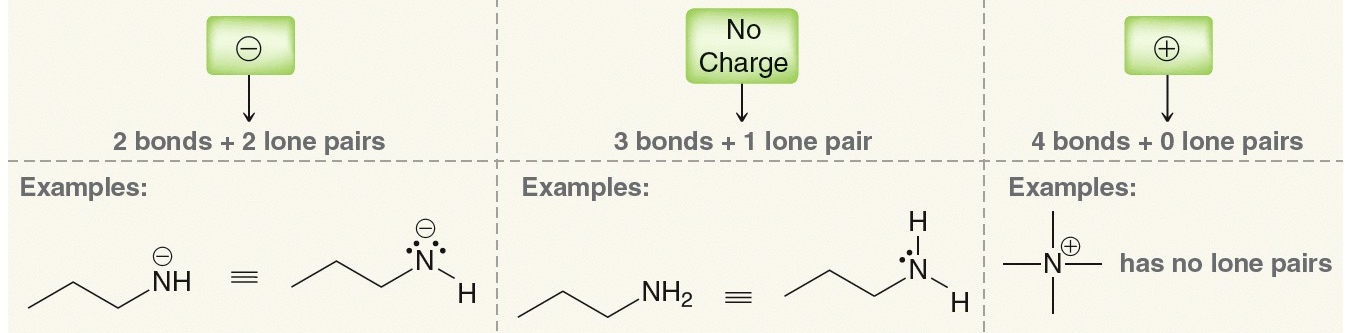 ⊖
No
Charge
⊕
2 bonds + 2 lone pairs
3 bonds + 1 lone pair
4 bonds + 0 lone pairs
Examples:
Examples:
Examples:
⊖
NH
≡
⊖
N
H
NH₂
≡
H
N
H
N
⊕
has no lone pairs